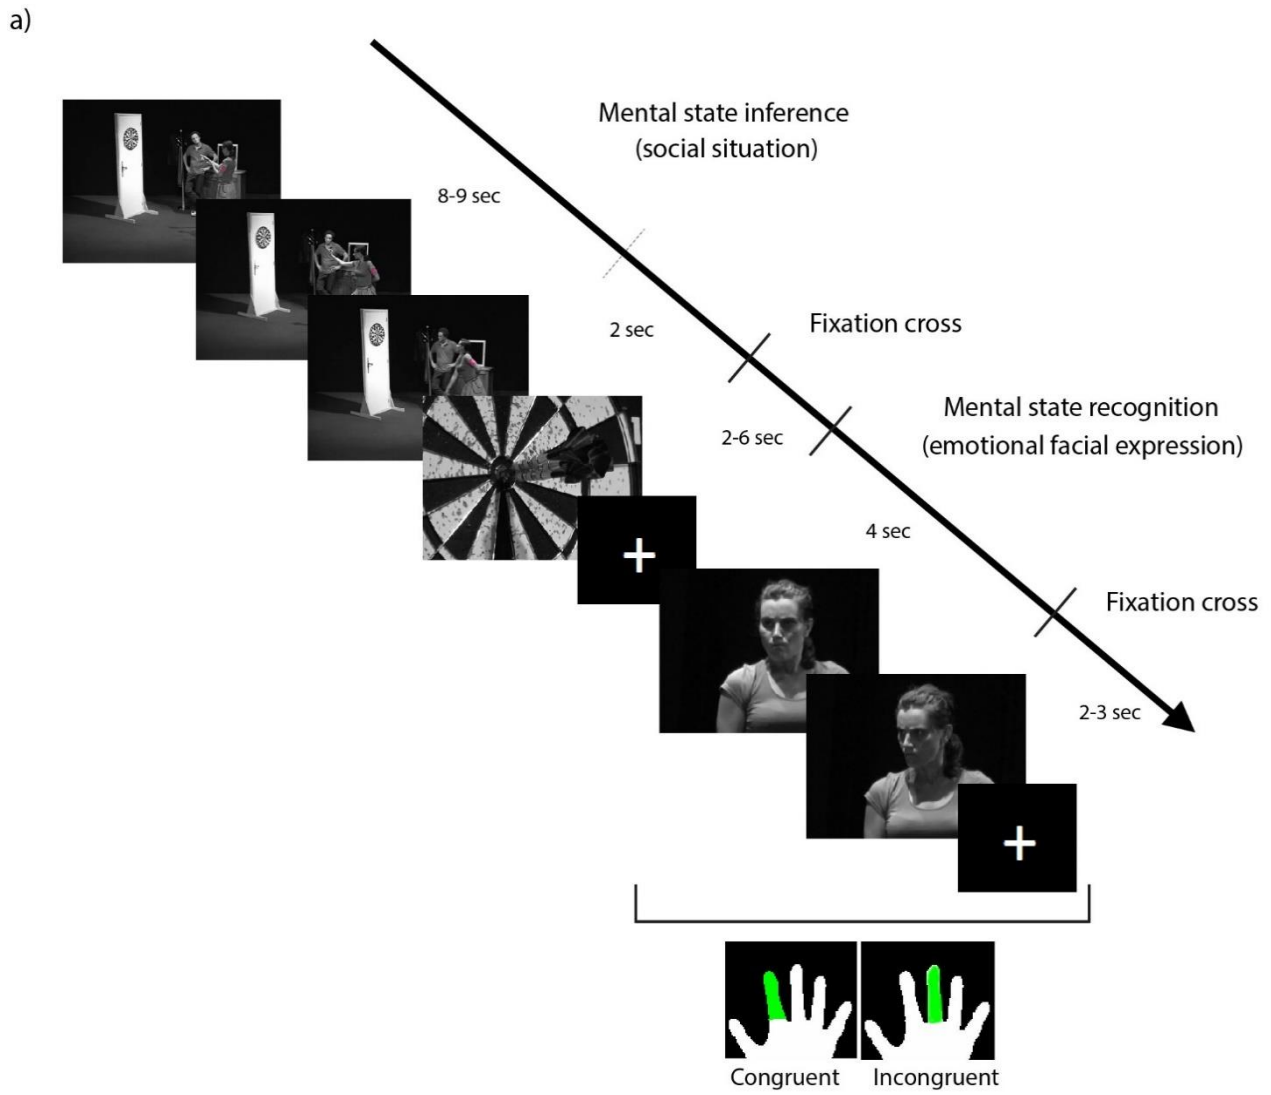 a)
Mental state inference
(social situation)
8-9 sec
2 sec
Fixation cross
2-6 sec
Mental state recognition
(emotional facial expression)
4 sec
Fixation cross
2-3 sec
Congruent
Incongruent